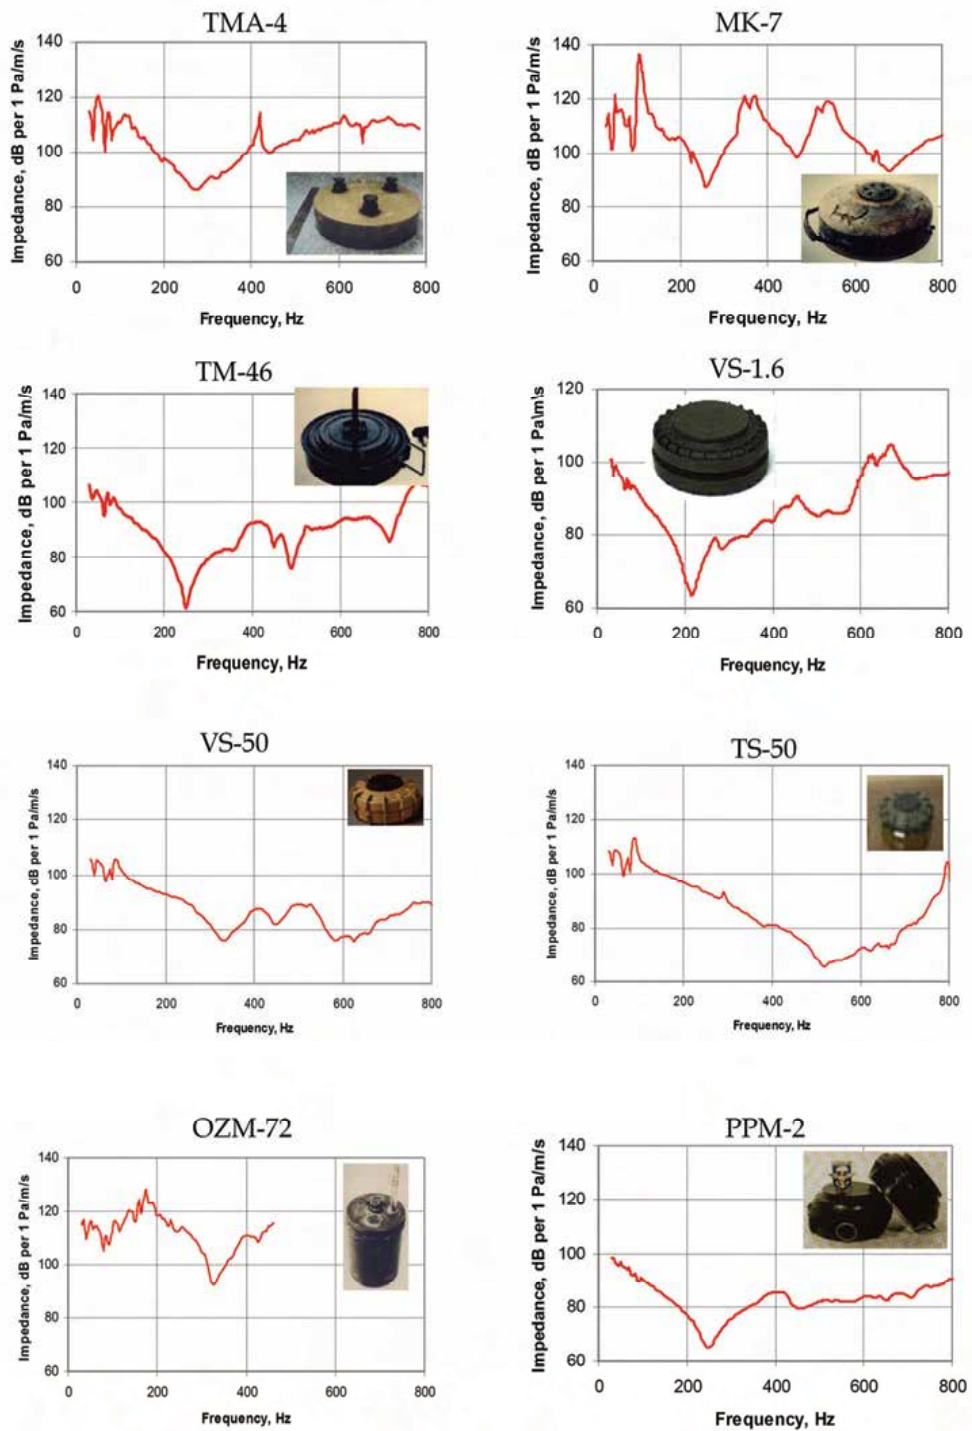 TMA-4
Impedance, dB per 1 Pa/m/s
140
120
100
80
60
0 200 400 600 800
Frequency, Hz
MK-7
Impedance, dB per 1 Pa/m/s
140
120
100
80
60
0 200 400 600 800
Frequency, Hz
TM-46
Impedance, dB per 1 Pa/m/s
140
120
100
80
60
0 200 400 600 800
Frequency, Hz
VS-1.6
Impedance, dB per 1 Pa\m\s
120
100
80
60
0 200 400 600 800
Frequency, Hz
VS-50
Impedance, dB per 1 Pa/m/s
140
120
100
80
60
0 200 400 600 800
Frequency, Hz
TS-50
Impedance, dB per 1 Pa/m/s
140
120
100
80
60
0 200 400 600 800
Frequency, Hz
OZM-72
Impedance, dB per 1 Pa/m/s
140
120
100
80
60
0 200 400 600 800
Frequency, Hz
PPM-2
Impedance, dB per 1 Pa/m/s
140
120
100
80
60
0 200 400 600 800
Frequency, Hz